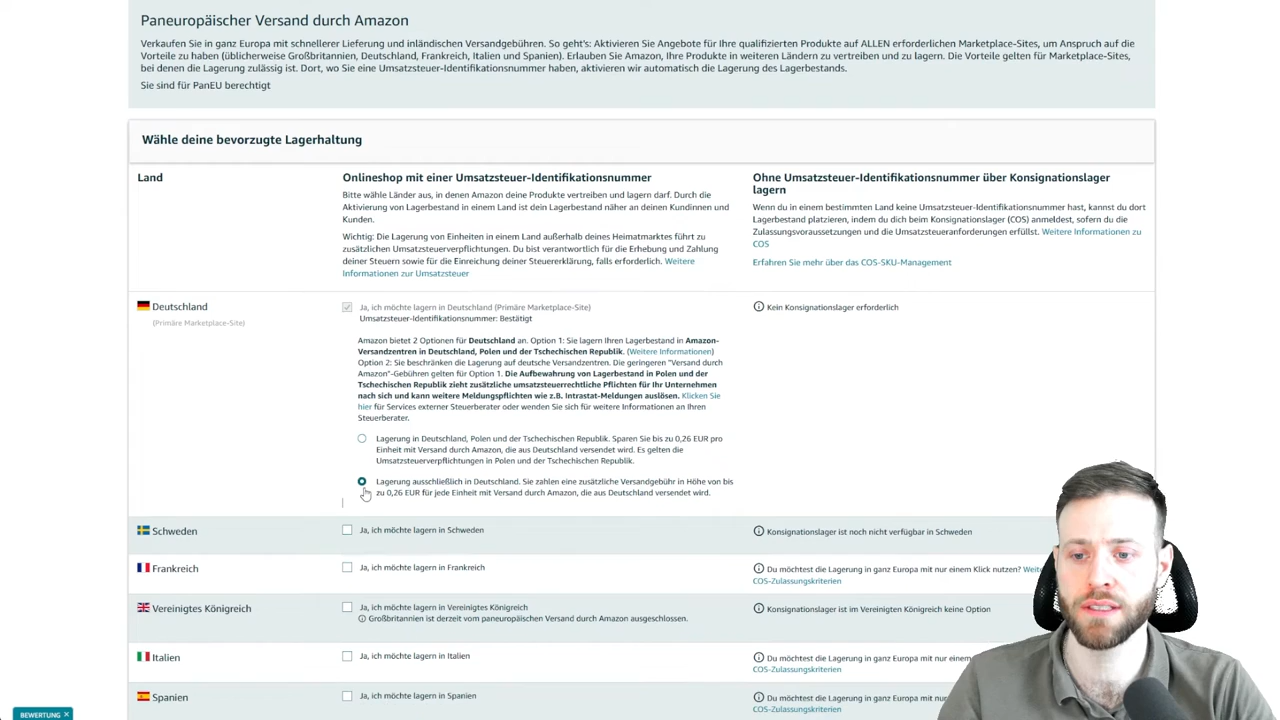 Paneuropäischer Versand durch Amazon
Verkaufen Sie in ganz Europa mit schnellerer Lieferung und inländischen Versandgebühren. So geht's: Aktivieren Sie Angebote für Ihre qualifizierten Produkte auf ALLEN erforderlichen Marketplace-Sites, um Anspruch auf die
Vorteile zu haben (üblicherweise Großbritannien, Deutschland, Frankreich, Italien und Spanien). Erlauben Sie Amazon, Ihre Produkte in weiteren Ländern zu vertreiben und zu lagern. Die Vorteile gelten für Marketplace-Sites,
bei denen die Lagerung zulässig ist. Dort, wo Sie eine Umsatzsteuer-Identifikationsnummer haben, aktivieren wir automatisch die Lagerung des Lagerbestands.
Sie sind für PanEU berechtigt
Wähle deine bevorzugte Lagerhaltung
Land
Onlineshop mit einer Umsatzsteuer-Identifikationsnummer
Bitte wähle Länder aus, in denen Amazon deine Produkte vertreiben und lagern darf. Durch die
Aktivierung von Lagerbestand in einem Land ist dein Lagerbestand näher an deinen Kundinnen und
Kunden.
Wichtig: Die Lagerung von Einheiten in einem Land außerhalb deines Heimatmarktes führt zu
zusätzlichen Umsatzsteuerverpflichtungen. Du bist verantwortlich für die Erhebung und Zahlung
deiner Steuern sowie für die Einreichung deiner Steuererklärung, falls erforderlich. Weitere
Informationen zur Umsatzsteuer
Ohne Umsatzsteuer-Identifikationsnummer über Konsignationslager
lagern
Wenn du in einem bestimmten Land keine Umsatzsteuer-Identifikationsnummer hast, kannst du dort
Lagerbestand platzieren, indem du dich beim Konsignationslager (COS) anmeldest, sofern du die
Zulassungsvoraussetzungen und die Umsatzsteueranforderungen erfüllst. Weitere Informationen zu
COS
Erfahren Sie mehr über das COS-SKU-Management
Deutschland
(Primäre Marketplace-Site)
Ja, ich möchte lagern in Deutschland (Primäre Marketplace-Site)
Umsatzsteuer-Identifikationsnummer: Bestätigt
Kein Konsignationslager erforderlich
Amazon bietet 2 Optionen für Deutschland an. Option 1: Sie lagern Ihren Lagerbestand in Amazon-
Versandzentren in Deutschland, Polen und der Tschechischen Republik. (Weitere Informationen)
Option 2: Sie beschränken die Lagerung auf deutsche Versandzentren. Die geringeren "Versand durch
Amazon"-Gebühren gelten für Option 1. Die Aufbewahrung von Lagerbestand in Polen und der
Tschechischen Republik zieht zusätzliche umsatzsteuerrechtliche Pflichten für Ihr Unternehmen
nach sich und kann weitere Meldungspflichten wie z.B. Intrastat-Meldungen auslösen. Klicken Sie
hier für Services externer Steuerberater oder wenden Sie sich für weitere Informationen an Ihren
Steuerberater.
Lagerung in Deutschland, Polen und der Tschechischen Republik. Sparen Sie bis zu 0,26 EUR pro
Einheit mit Versand durch Amazon, die aus Deutschland versendet wird. Es gelten die
Umsatzsteuerverpflichtungen in Polen und der Tschechischen Republik.
Lagerung ausschließlich in Deutschland. Sie zahlen eine zusätzliche Versandgebühr in Höhe von bis
zu 0,26 EUR für jede Einheit mit Versand durch Amazon, die aus Deutschland versendet wird.
Schweden
Ja, ich möchte lagern in Schweden
Konsignationslager ist noch nicht verfügbar in Schweden
Frankreich
Ja, ich möchte lagern in Frankreich
Du möchtest die Lagerung in ganz Europa mit nur einem Klick nutzen?
COS-Zulassungskriterien
Vereinigtes Königreich
Ja, ich möchte lagern in Vereinigtes Königreich
Großbritannien ist derzeit vom paneuropäischen Versand durch Amazon ausgeschlossen.
Konsignationslager ist im Vereinigten Königreich keine Option
Italien
Ja, ich möchte lagern in Italien
Du möchtest die Lagerung in ganz Europa mit nur einem
COS-Zulassungskriterien
Spanien
Ja, ich möchte lagern in Spanien
Du möchtest die Lagerung in ganz Europa mit
COS-Zulassungskriterien
BEWERTUNG